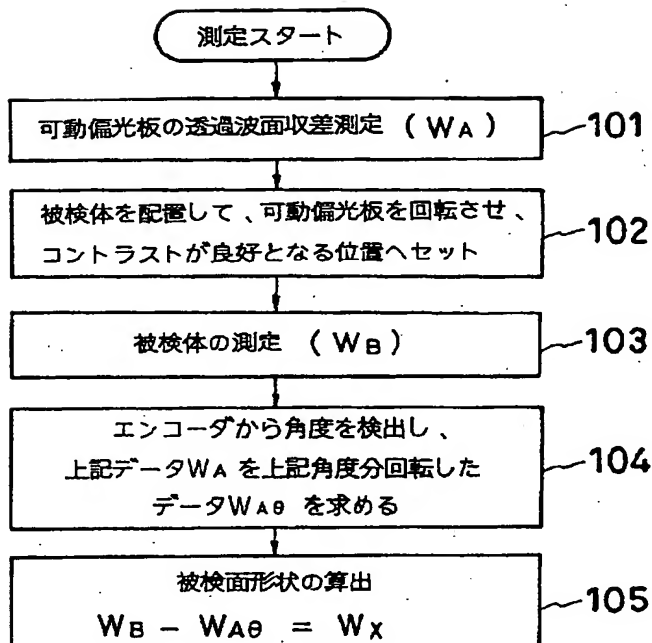 測定スタート
可動偏光板の透過波面収差測定 (WA)
101
被検体を配置して、可動偏光板を回転させ、
コントラストが良好となる位置へセット
102
被検体の測定 (WB)
103
エンコーダから角度を検出し、
上記データWA を上記角度分回転した
データWAθ を求める
104
被検面形状の算出
WB − WAθ = WX
105